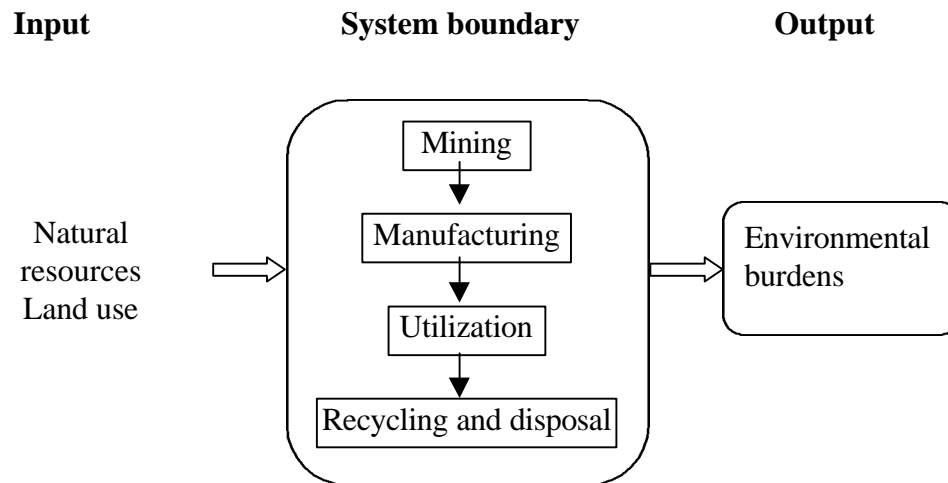 Input
System boundary
Output
Natural
resources
Land use
Mining
Manufacturing
Utilization
Recycling and disposal
Environmental
burdens